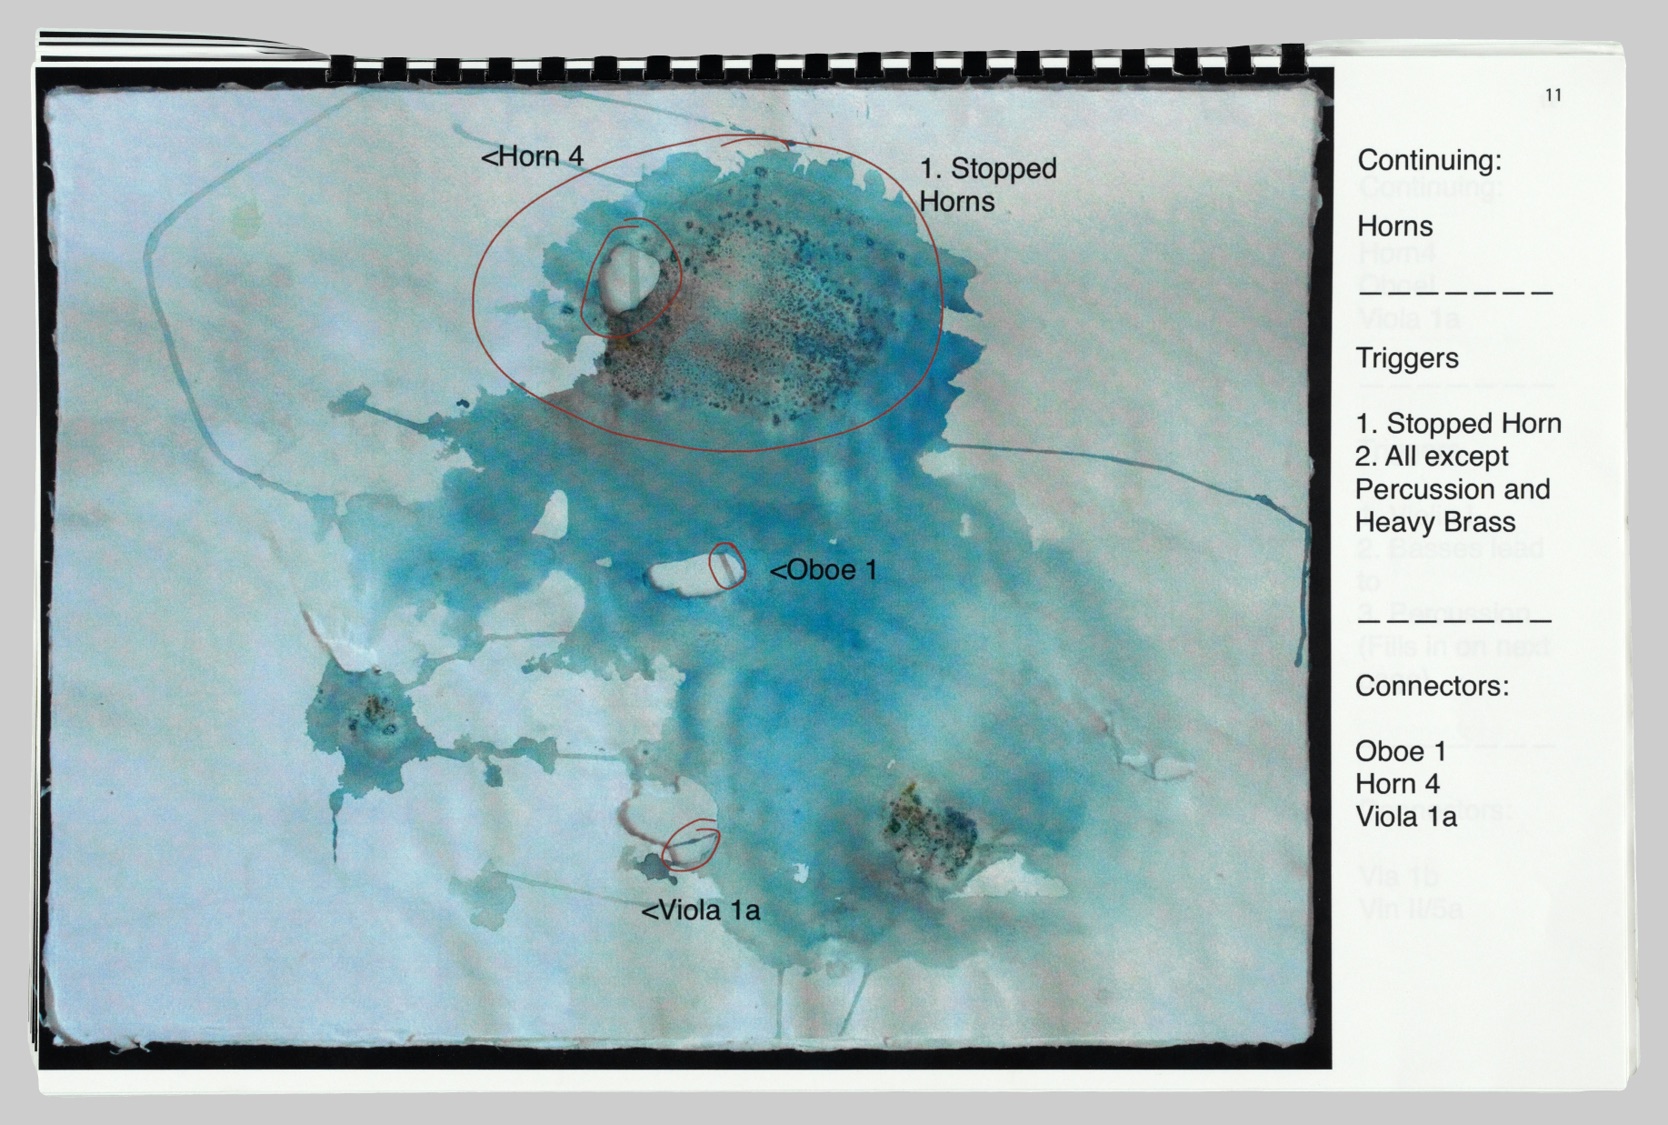 11
<Horn 4
1. Stopped
Horns
<Oboe 1
<Viola 1a
Continuing:
Horns
Triggers
1. Stopped Horn
2. All except
Percussion and
Heavy Brass
Connectors:
Oboe 1
Horn 4
Viola 1a